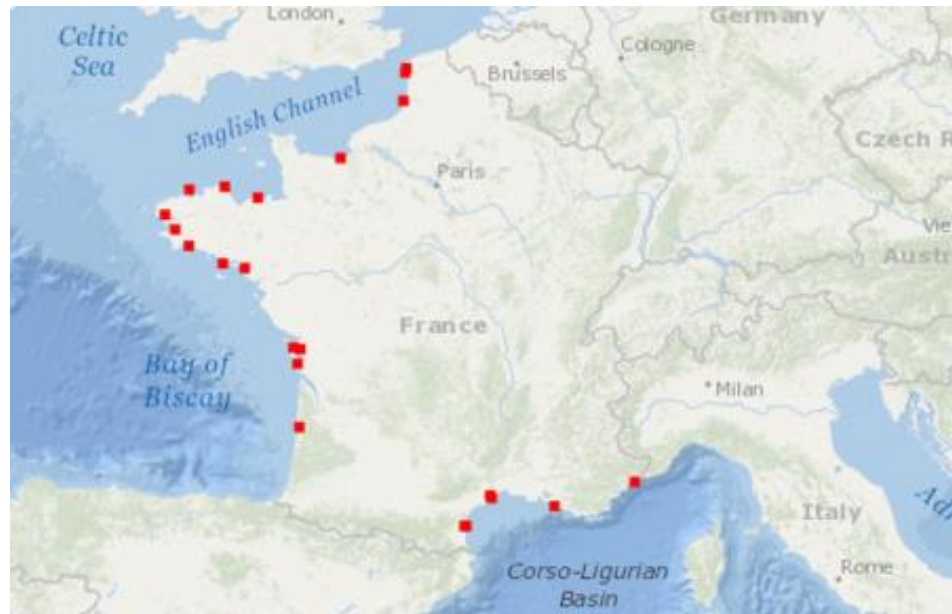 London
Germany
Celtic
Sea
Cologne
Brussels
English Channel
Czech R
Paris
Vie
Austr
France
Bay of
Biscay
Milan
Adr
Italy
Corso-Ligurian
Basin
Rome